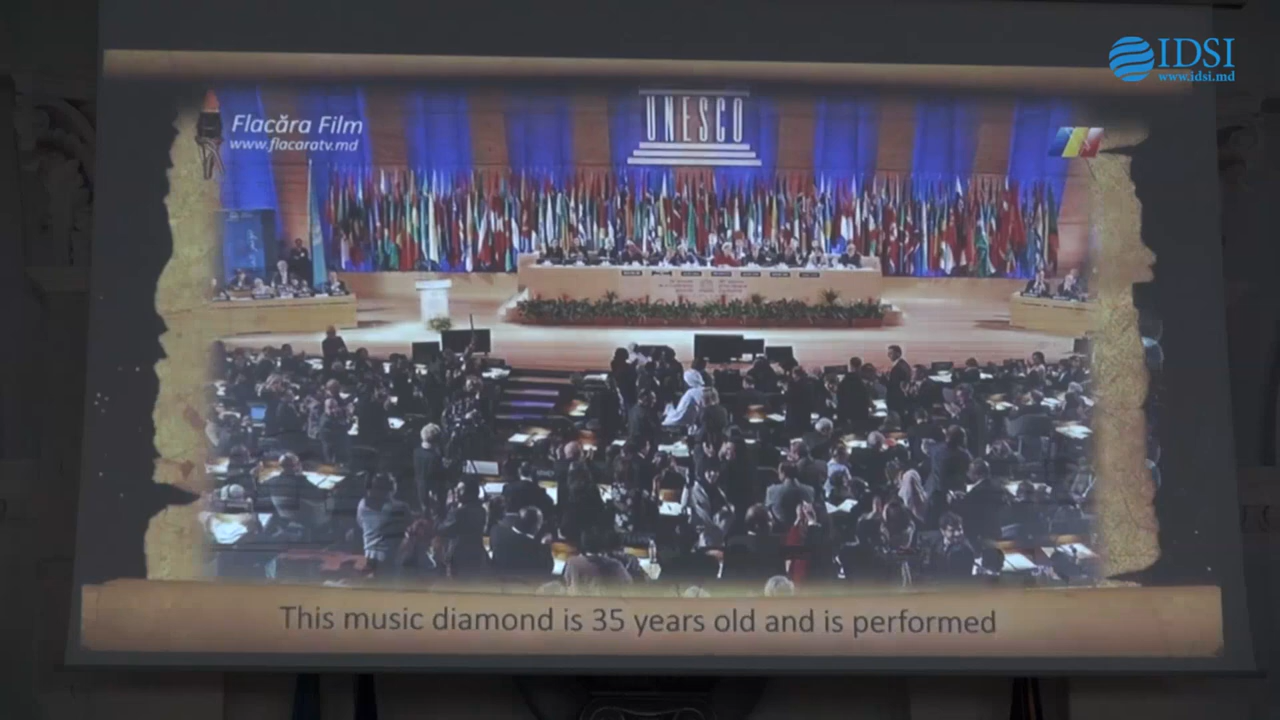 IDSI
www.idsi.md
UNESCO
Flacăra Film
www.flacaratv.md
This music diamond is 35 years old and is performed